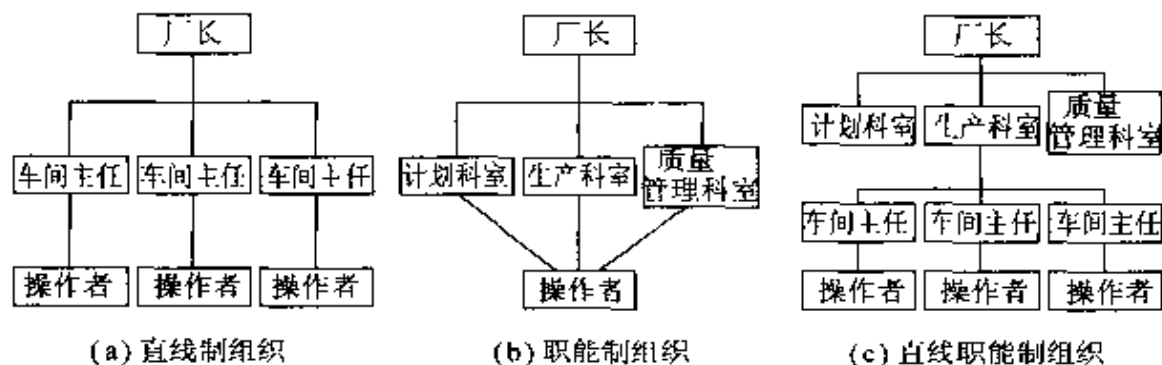 厂长
车间主任 车间主任 车间主任
操作者 操作者 操作者
(a) 直线制组织
厂长
计划科室 生产科室 质量
管理科室
操作者
(b) 职能制组织
厂长
计划科室 生产科室 质量
管理科室
车间主任 车间主任 车间主任
操作者 操作者 操作者
(c) 直线职能制组织